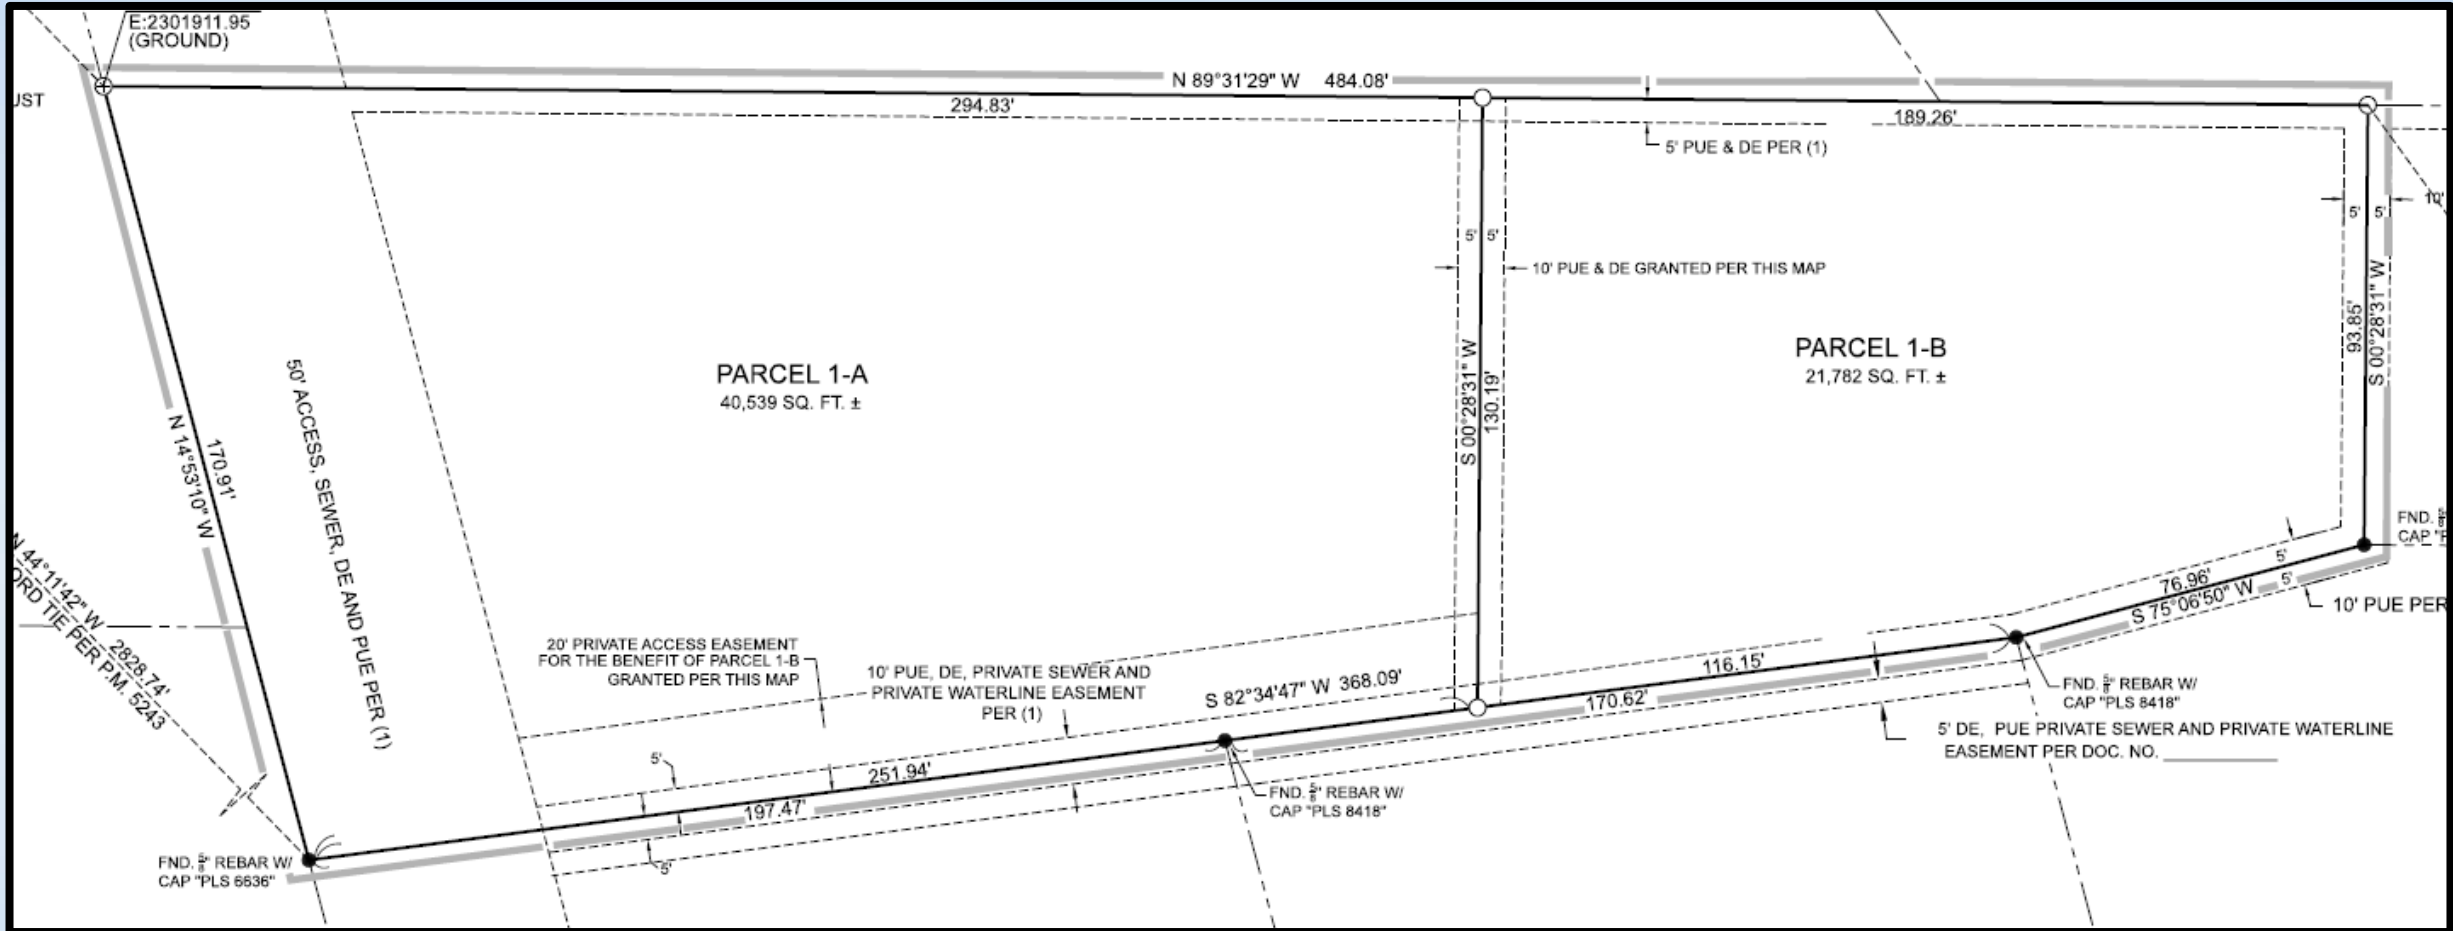 E:2301911.95
(GROUND)
UST
N 89°31'29" W 484.08'
294.83'
189.26'
5' PUE & DE PER (1)
5' 5'
10'
5' 5'
10' PUE & DE GRANTED PER THIS MAP
PARCEL 1-A
40,539 SQ. FT. ±
PARCEL 1-B
21,782 SQ. FT. ±
S 00°28'31" W
130.19'
93.85'
S 00°28'31" W
170.91'
N 14°53'10" W
50' ACCESS, SEWER, DE AND PUE PER (1)
N 44°11'42" W 2828.74'
ORD TIE PER P.M. 5243
20' PRIVATE ACCESS EASEMENT
FOR THE BENEFIT OF PARCEL 1-B
GRANTED PER THIS MAP
10' PUE, DE, PRIVATE SEWER AND
PRIVATE WATERLINE EASEMENT
PER (1)
S 82°34'47" W 368.09'
116.15'
170.62'
76.96'
S 75°06'50" W
5'
5'
10' PUE PER
FND.
CAP
FND. 5/8" REBAR W/
CAP "PLS 8418"
5' DE, PUE PRIVATE SEWER AND PRIVATE WATERLINE
EASEMENT PER DOC. NO.
5'
251.94'
197.47'
5'
FND. 5/8" REBAR W/
CAP "PLS 8418"
FND. 5/8" REBAR W/
CAP "PLS 6636"